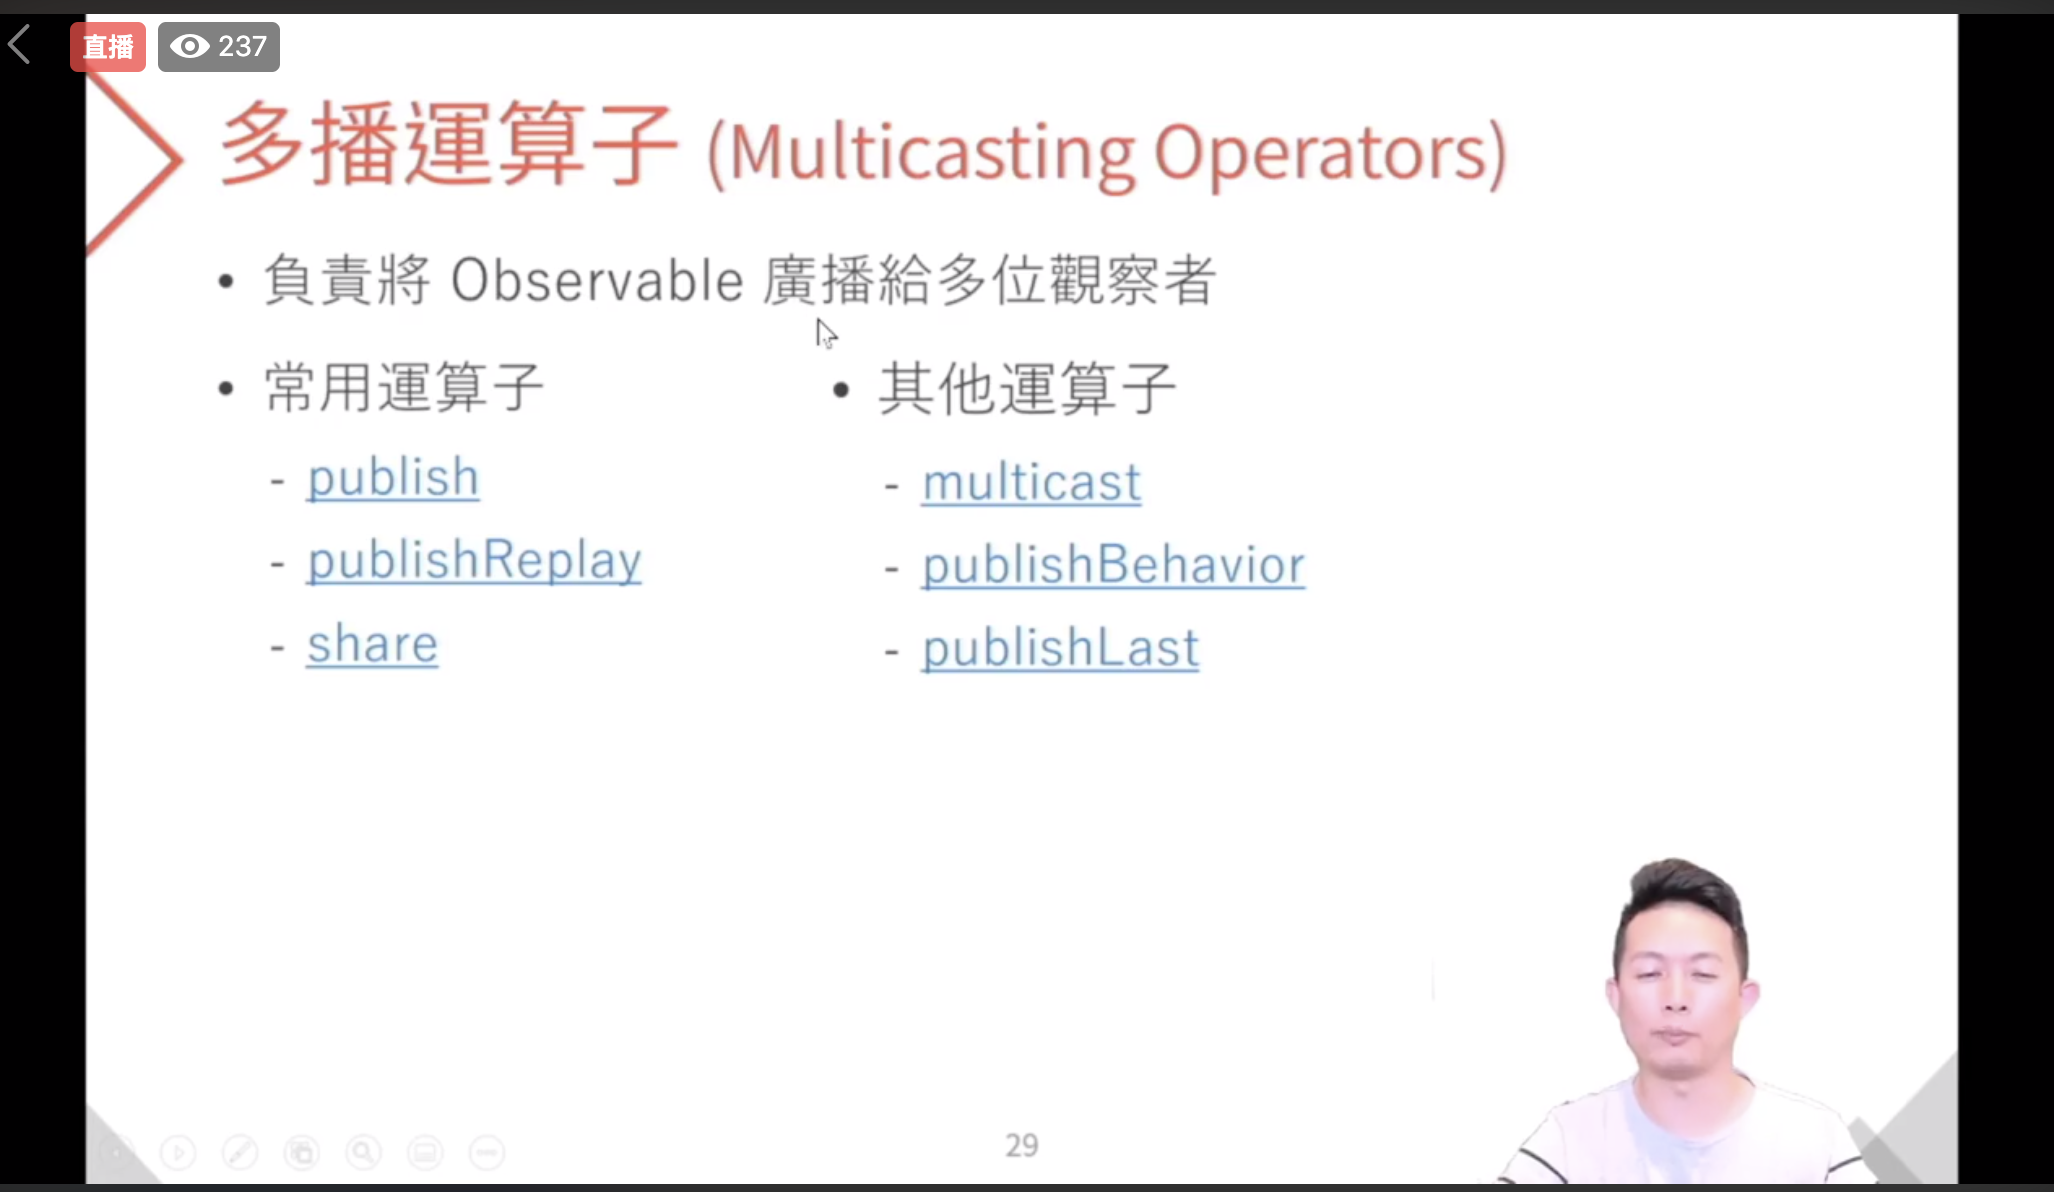 直播 237
多播運算子 (Multicasting Operators)
• 負責將 Observable 廣播給多位觀察者
• 常用運算子
- publish
- publishReplay
- share
• 其他運算子
- multicast
- publishBehavior
- publishLast
29